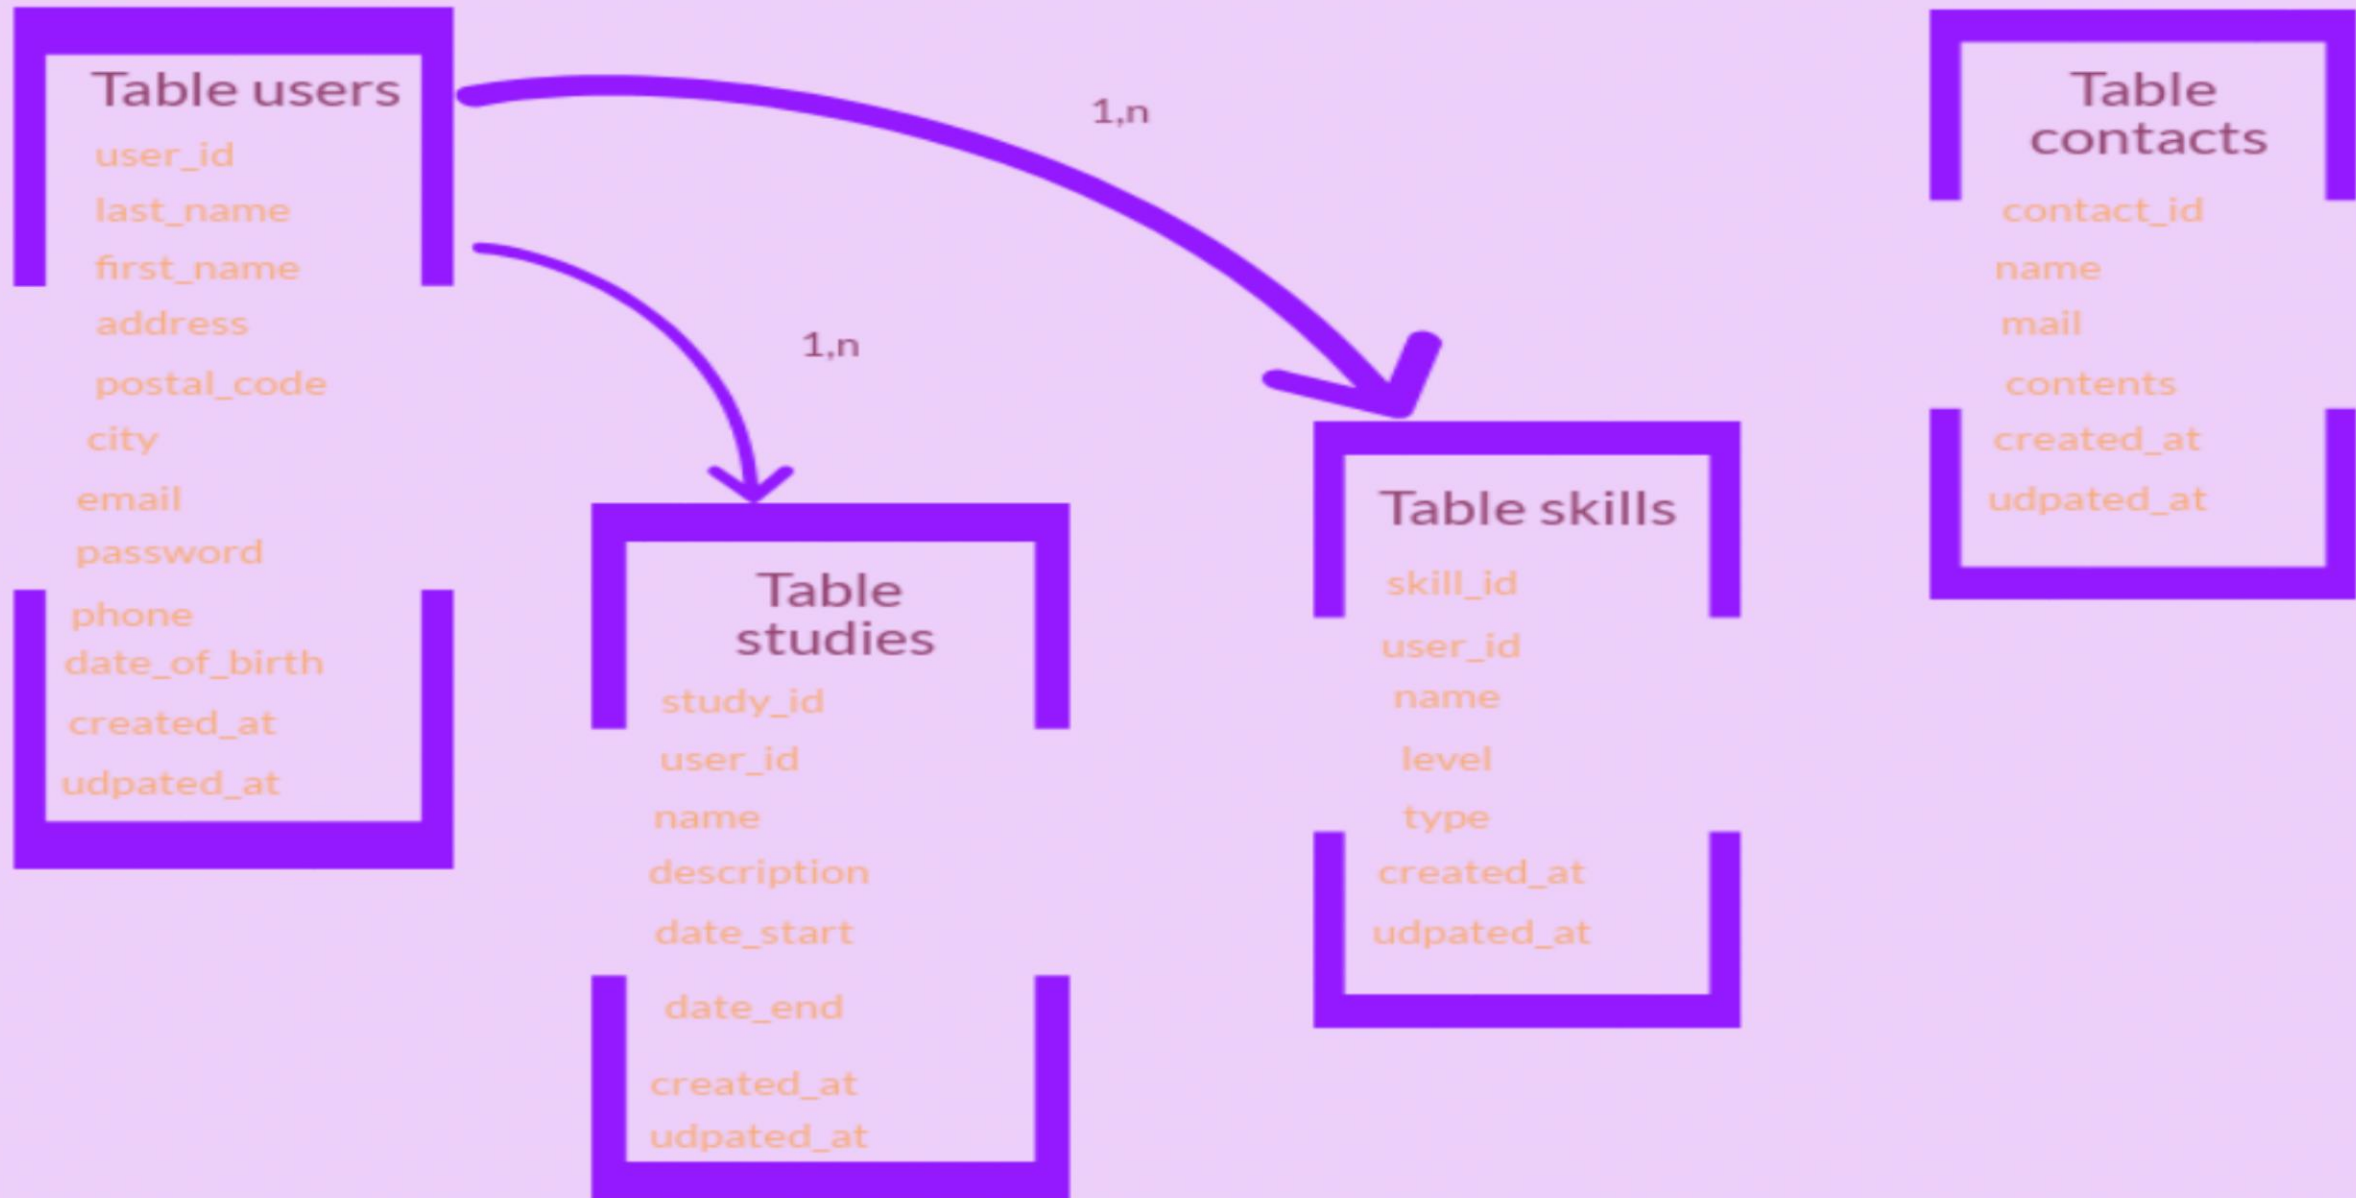 Table users
user_id
last_name
first_name
address
postal_code
city
email
password
phone
date_of_birth
created_at
udpated_at
1,n
1,n
Table
studies
study_id
user_id
name
description
date_start
date_end
created_at
udpated_at
Table skills
skill_id
user_id
name
level
type
created_at
udpated_at
Table
contacts
contact_id
name
mail
contents
created_at
udpated_at